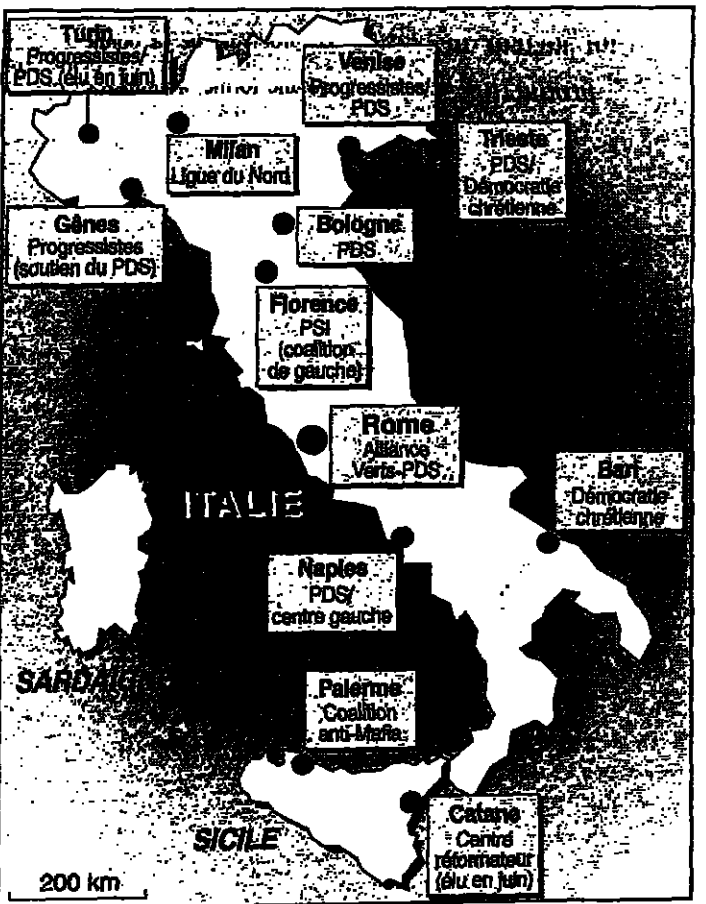 Turin
Progressistes/
PDS (élu en juin)
Venise
Progressistes/
PDS
Milan
Ligue du Nord
Trieste
PDS/
Démocratie
chrétienne
Gênes
Progressistes
(soutien du PDS)
Bologne
PDS
Florence
PSI
(coalition
de gauche)
Rome
Alliance
Verts-PDS
ITALIE
Bari
Démocratie
chrétienne
Naples
PDS/
centre gauche
Palerme
Coalition
anti-Mafia
Catane
Centre
réformateur
(élu en juin)
SICILE
200 km